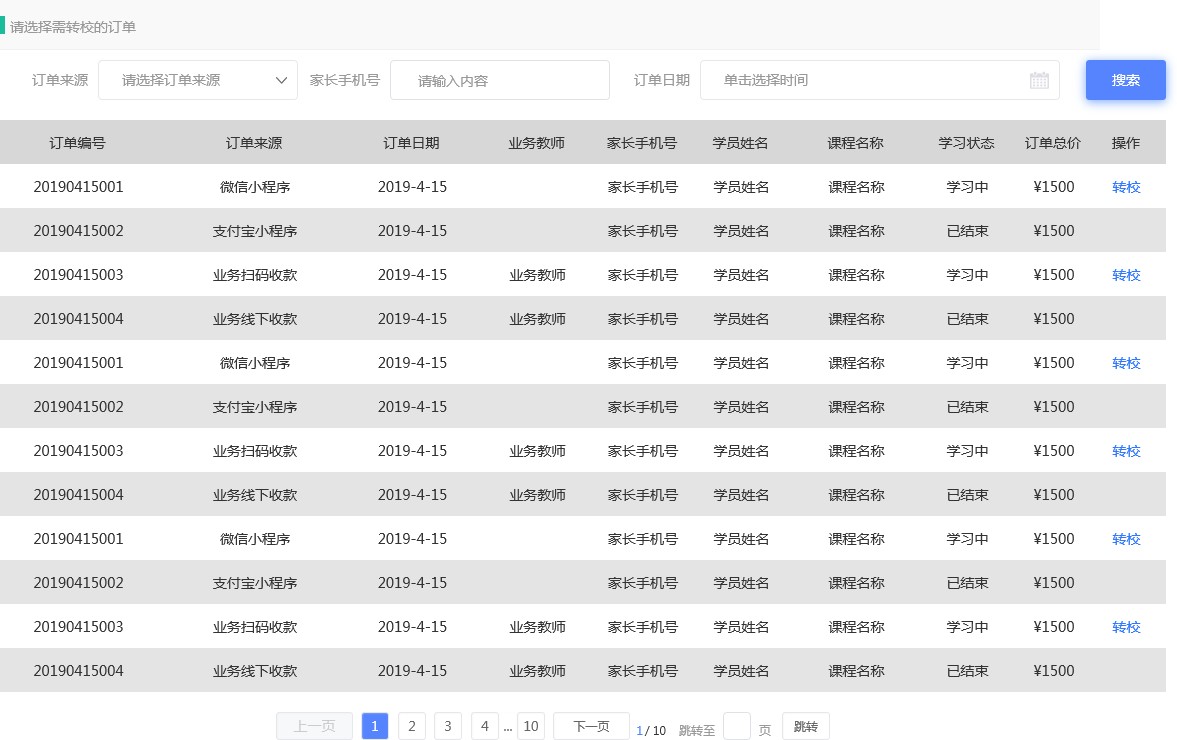 请选择需转校的订单
订单来源 请选择订单来源 家长手机号 请输入内容 订单日期 单击选择时间 搜索
订单编号 订单来源 订单日期 业务教师 家长手机号 学员姓名 课程名称 学习状态 订单总价 操作
20190415001 微信小程序 2019-4-15 家长手机号 学员姓名 课程名称 学习中 ¥1500 转校
20190415002 支付宝小程序 2019-4-15 家长手机号 学员姓名 课程名称 已结束 ¥1500
20190415003 业务扫码收款 2019-4-15 业务教师 家长手机号 学员姓名 课程名称 学习中 ¥1500 转校
20190415004 业务线下收款 2019-4-15 业务教师 家长手机号 学员姓名 课程名称 已结束 ¥1500
20190415001 微信小程序 2019-4-15 家长手机号 学员姓名 课程名称 学习中 ¥1500 转校
20190415002 支付宝小程序 2019-4-15 家长手机号 学员姓名 课程名称 已结束 ¥1500
20190415003 业务扫码收款 2019-4-15 业务教师 家长手机号 学员姓名 课程名称 学习中 ¥1500 转校
20190415004 业务线下收款 2019-4-15 业务教师 家长手机号 学员姓名 课程名称 已结束 ¥1500
20190415001 微信小程序 2019-4-15 家长手机号 学员姓名 课程名称 学习中 ¥1500 转校
20190415002 支付宝小程序 2019-4-15 家长手机号 学员姓名 课程名称 已结束 ¥1500
20190415003 业务扫码收款 2019-4-15 业务教师 家长手机号 学员姓名 课程名称 学习中 ¥1500 转校
20190415004 业务线下收款 2019-4-15 业务教师 家长手机号 学员姓名 课程名称 已结束 ¥1500
上一页 1 2 3 4 ... 10 下一页 1/10 跳转至 页 跳转